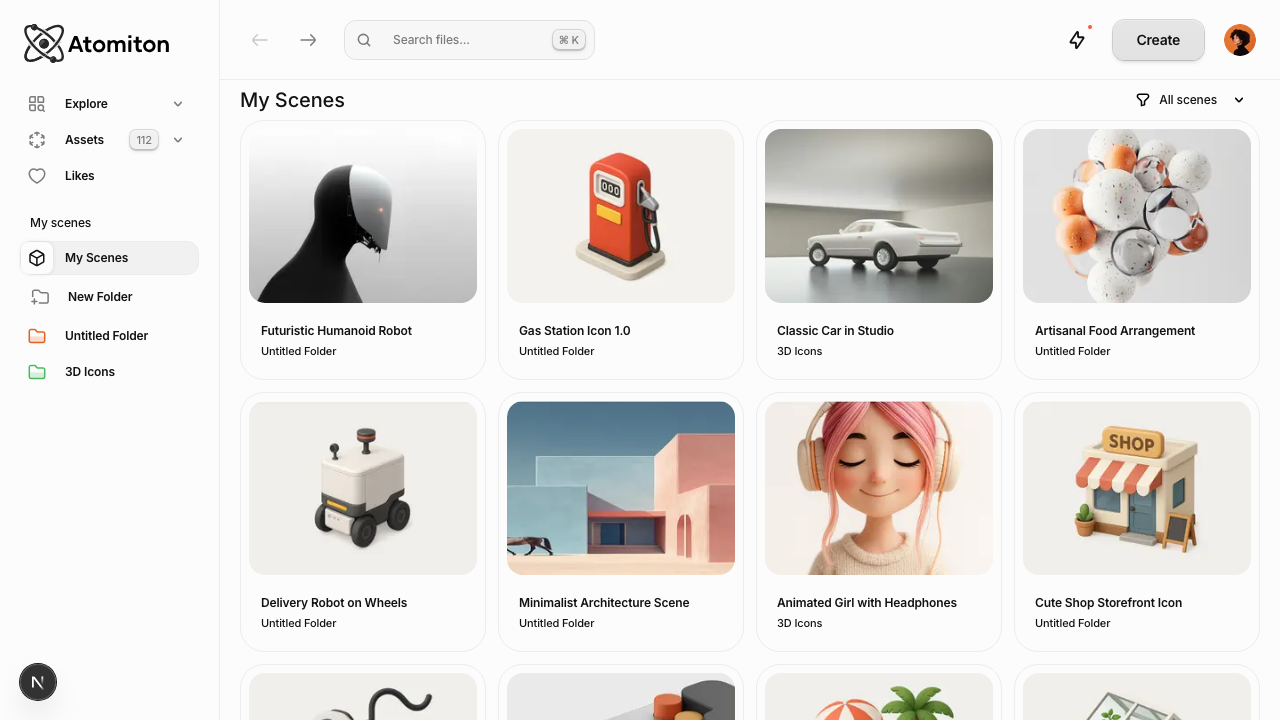 Atomiton
Search files...
⌘ K
Create
Explore
Assets
112
Likes
My scenes
My Scenes
New Folder
Untitled Folder
3D Icons
N
My Scenes
All scenes
000
Futuristic Humanoid Robot
Untitled Folder
Gas Station Icon 1.0
Untitled Folder
Classic Car in Studio
3D Icons
Artisanal Food Arrangement
Untitled Folder
SHOP
Delivery Robot on Wheels
Untitled Folder
Minimalist Architecture Scene
Untitled Folder
Animated Girl with Headphones
3D Icons
Cute Shop Storefront Icon
Untitled Folder